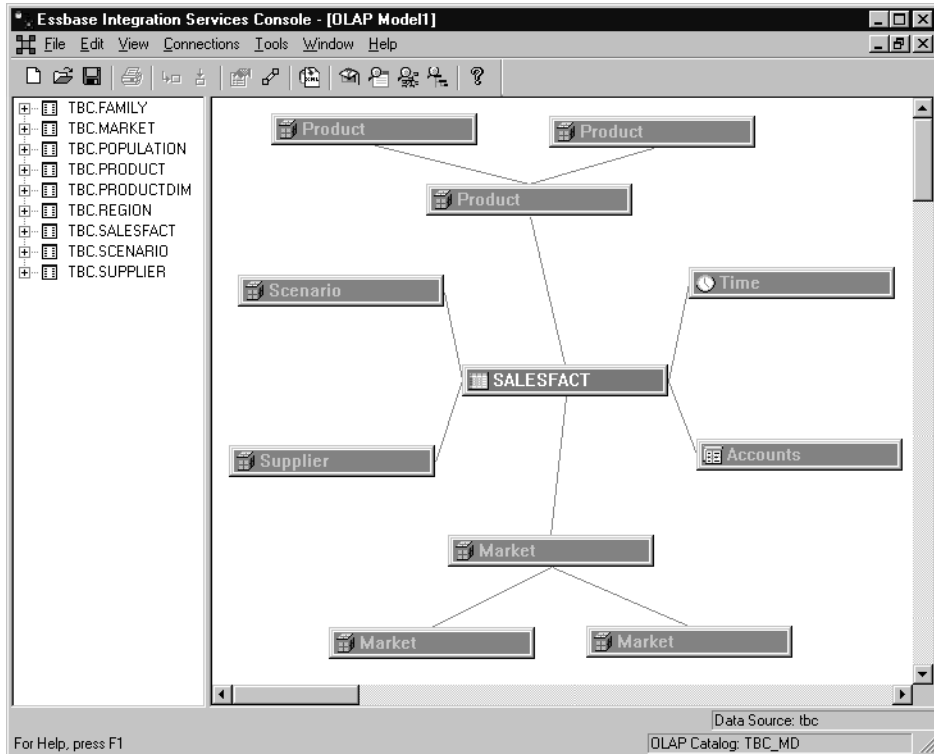 Essbase Integration Services Console - [OLAP Model1]
File Edit View Connections Tools Window Help
TBC.FAMILY
TBC.MARKET
TBC.POPULATION
TBC.PRODUCT
TBC.PRODUCTDIM
TBC.REGION
TBC.SALESFACT
TBC.SCENARIO
TBC.SUPPLIER
Product
Product
Product
Scenario
Time
SALESFACT
Supplier
Accounts
Market
Market
Market
Data Source: tbc
For Help, press F1
OLAP Catalog: TBC_MD